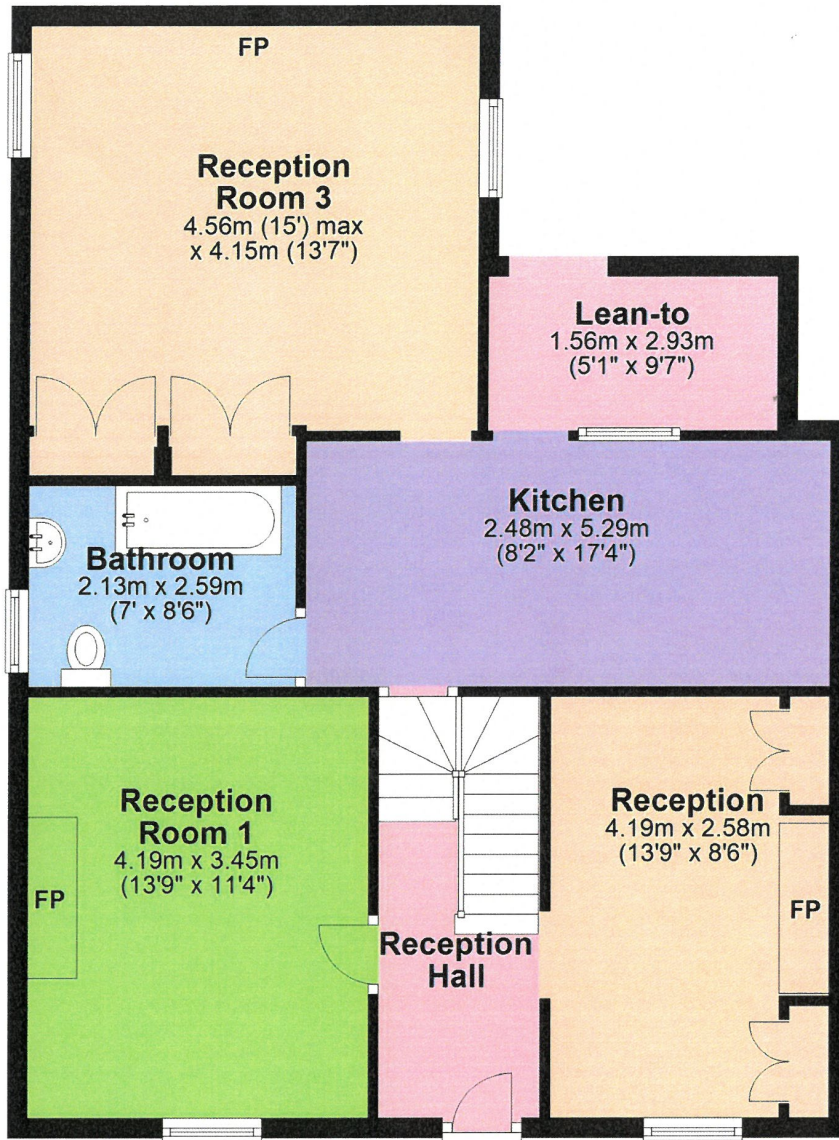 FP
Reception
Room 3
4.56m (15') max
x 4.15m (13'7")
Lean-to
1.56m x 2.93m
(5'1" x 9'7")
Kitchen
2.48m x 5.29m
(8'2" x 17'4")
Bathroom
2.13m x 2.59m
(7' x 8'6")
Reception
Room 1
4.19m x 3.45m
(13'9" x 11'4")
FP
Reception
Hall
Reception
4.19m x 2.58m
(13'9" x 8'6")
FP